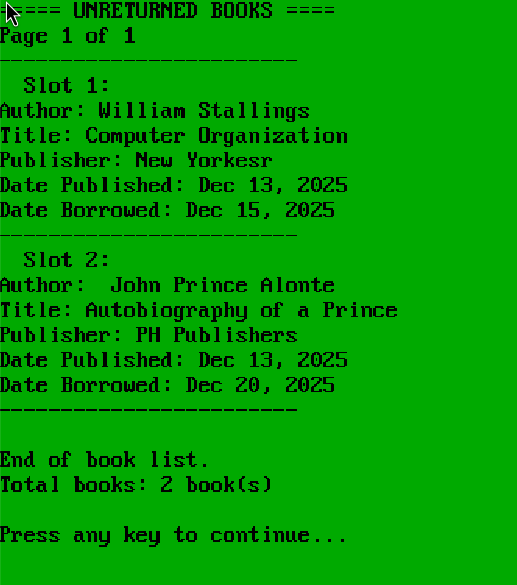 ===== UNRETURNED BOOKS ====
Page 1 of 1
------------------------
  Slot 1:
Author: William Stallings
Title: Computer Organization
Publisher: New Yorkesr
Date Published: Dec 13, 2025
Date Borrowed: Dec 15, 2025
------------------------
  Slot 2:
Author:  John Prince Alonte
Title: Autobiography of a Prince
Publisher: PH Publishers
Date Published: Dec 13, 2025
Date Borrowed: Dec 20, 2025
------------------------
End of book list.
Total books: 2 book(s)
Press any key to continue...